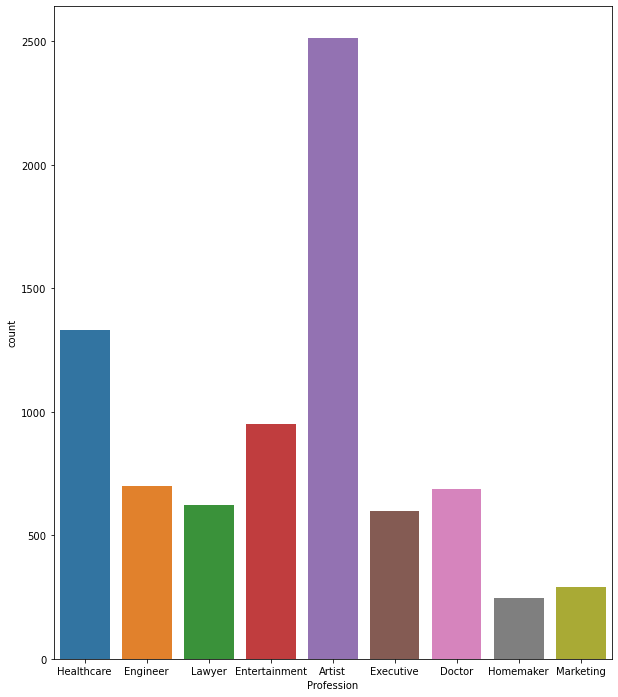 2500
2000
1500
count
1000
500
0
Healthcare Engineer Lawyer Entertainment Artist Executive Doctor Homemaker Marketing
Profession